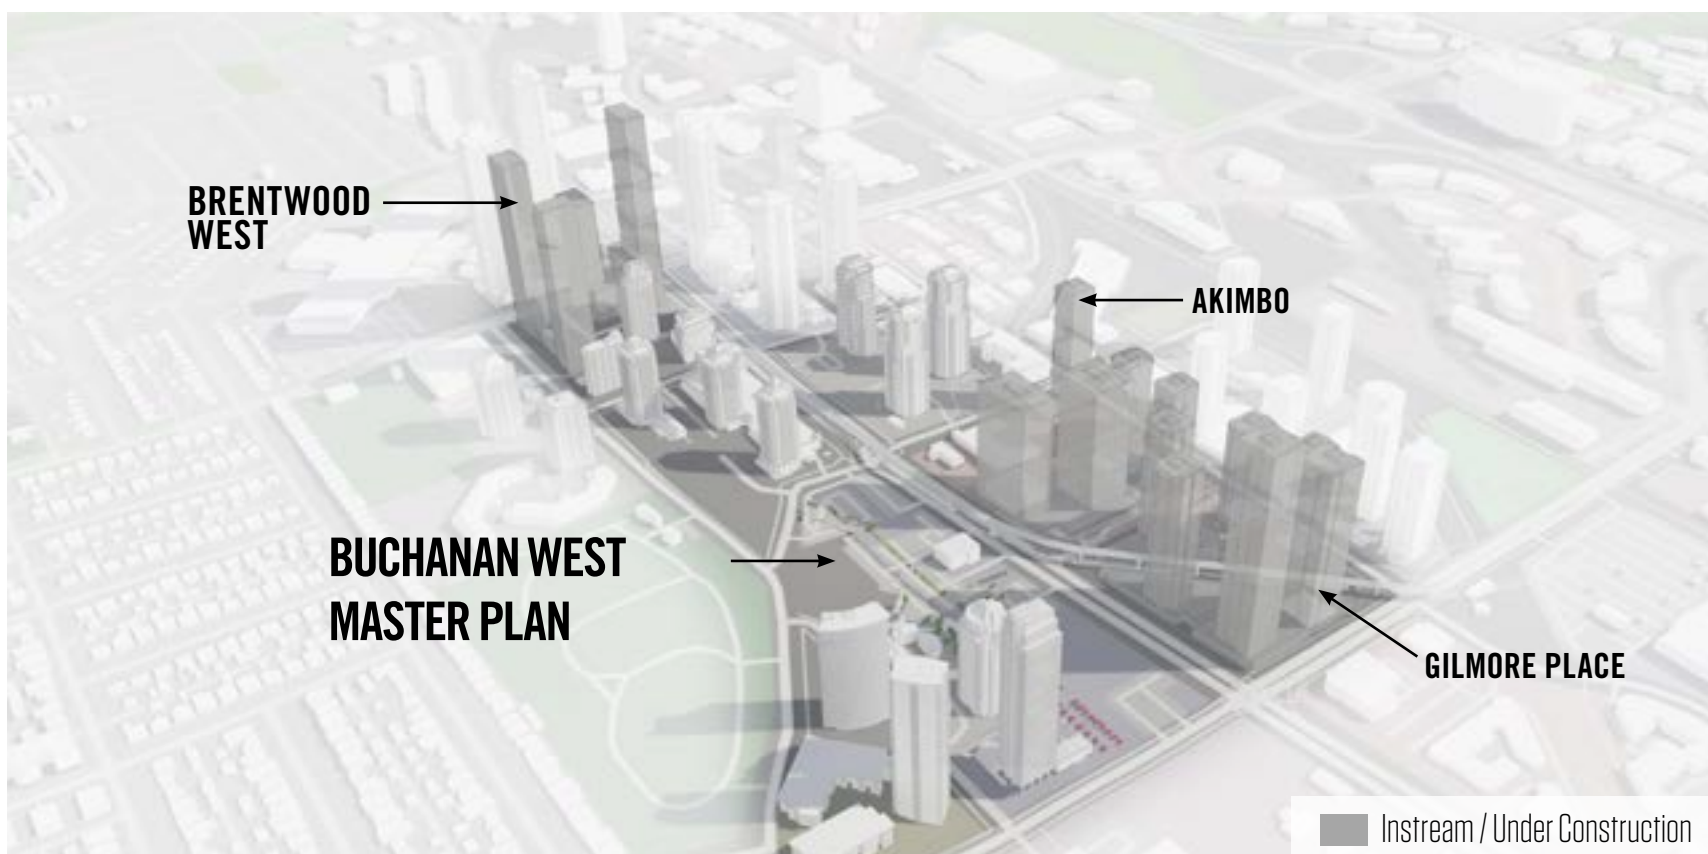 BRENTWOOD
WEST
AKIMBO
BUCHANAN WEST
MASTER PLAN
GILMORE PLACE
Instream / Under Construction